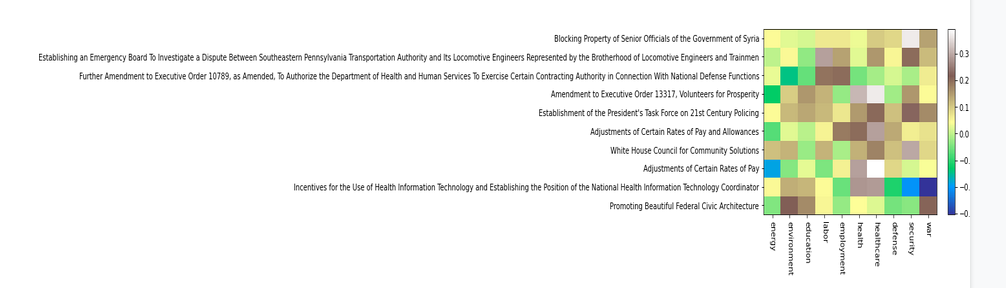 Blocking Property of Senior Officials of the Government of Syria
Establishing an Emergency Board To Investigate a Dispute Between Southeastern Pennsylvania Transportation Authority and Its Locomotive Engineers Represented by the Brotherhood of Locomotive Engineers and Trainmen
Further Amendment to Executive Order 10789, as Amended, To Authorize the Department of Health and Human Services To Exercise Certain Contracting Authority in Connection With National Defense Functions
Amendment to Executive Order 13317, Volunteers for Prosperity
Establishment of the President's Task Force on 21st Century Policing
Adjustments of Certain Rates of Pay and Allowances
White House Council for Community Solutions
Adjustments of Certain Rates of Pay
Incentives for the Use of Health Information Technology and Establishing the Position of the National Health Information Technology Coordinator
Promoting Beautiful Federal Civic Architecture
energy
environment
education
labor
employment
health
healthcare
defense
security
war
0.3
0.2
0.1
0.0
−0.
−0.
−0.